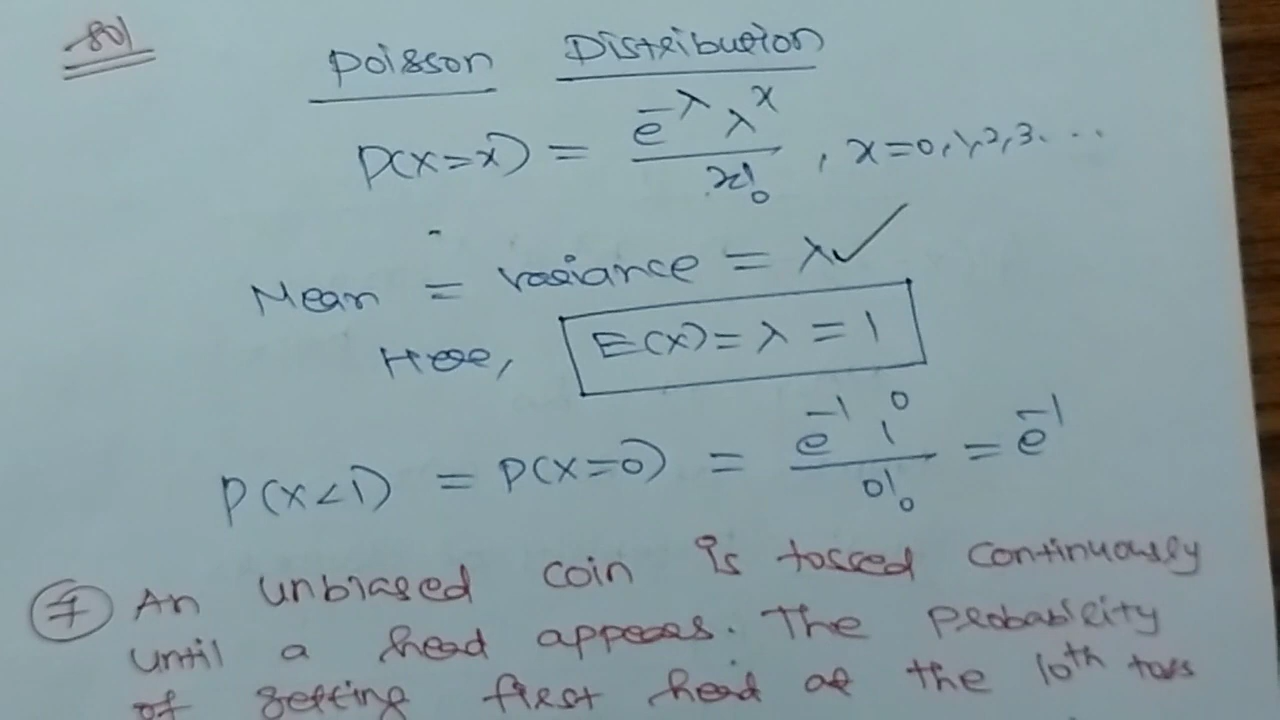 Sol
Poisson Distribution
P(X=x) = e^-λ λ^x / x! , x=0,1,2,3. ...
Mean = variance = λ✓
Here, E(X)=λ=1
P(X<1) = P(X=0) = e^-1 1^0 / 0! = e^-1
7 An unbiased coin is tossed continuously
until a head appears. The Probability
of getting first head at the 10th toss